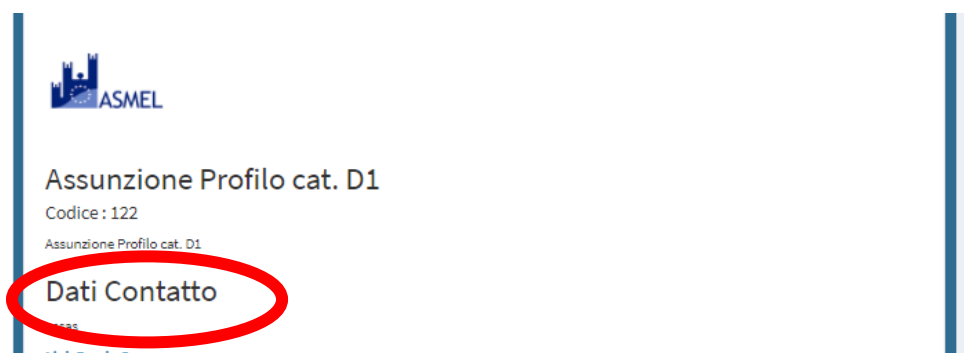 ASMEL
Assunzione Profilo cat. D1
Codice : 122
Assunzione Profilo cat. D1
Dati Contatto